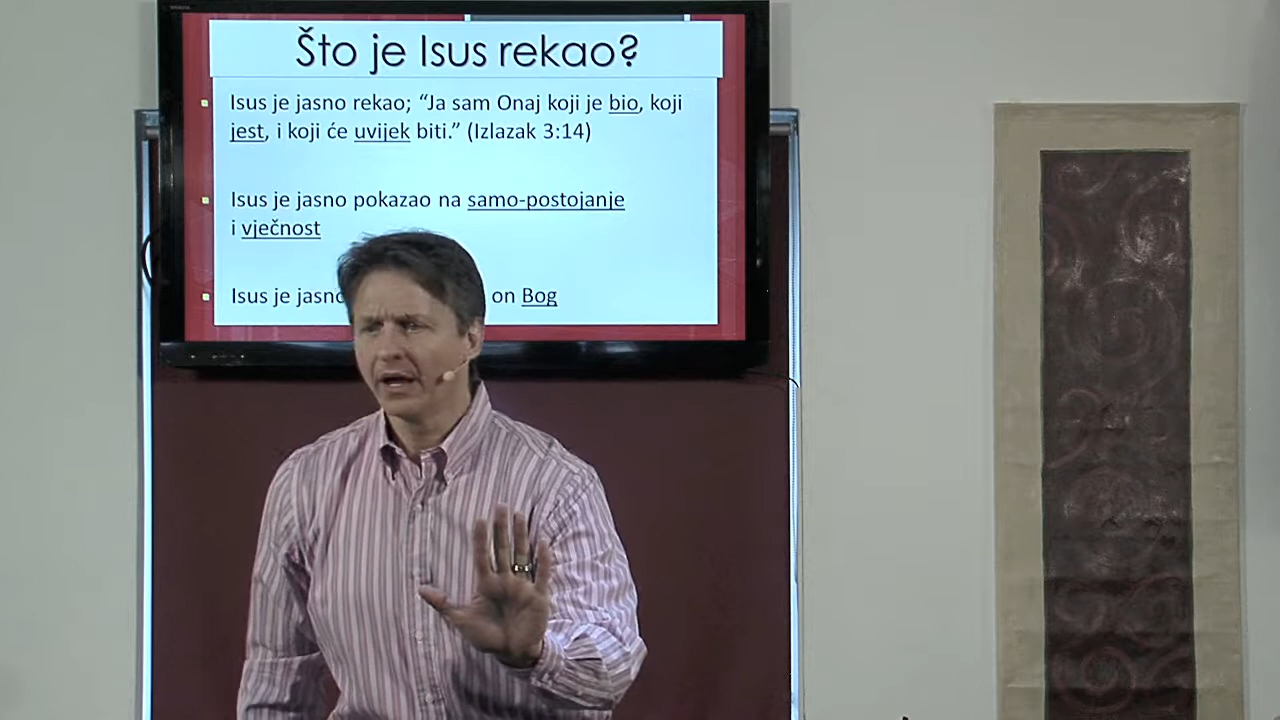 Što je Isus rekao?
Isus je jasno rekao; “Ja sam Onaj koji je bio, koji
jest, i koji će uvijek biti.” (Izlazak 3:14)
Isus je jasno pokazao na samo-postojanje
i vječnost
Isus je jasno on Bog